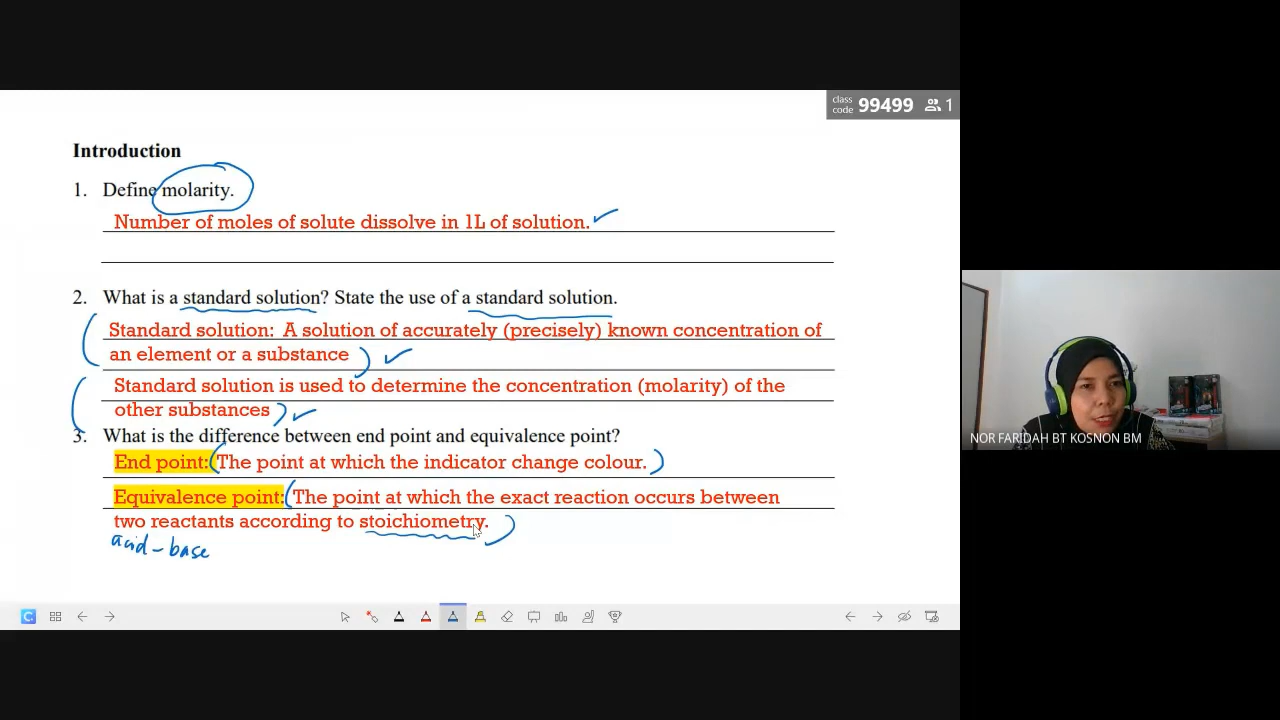 class code 99499 1
Introduction
1. Define molarity.
Number of moles of solute dissolve in 1L of solution.
2. What is a standard solution? State the use of a standard solution.
Standard solution: A solution of accurately (precisely) known concentration of
an element or a substance
Standard solution is used to determine the concentration (molarity) of the
other substances
3. What is the difference between end point and equivalence point?
End point: The point at which the indicator change colour.
Equivalence point: The point at which the exact reaction occurs between
two reactants according to stoichiometry.
acid - base
NOR FARIDAH BT KOSNON BM